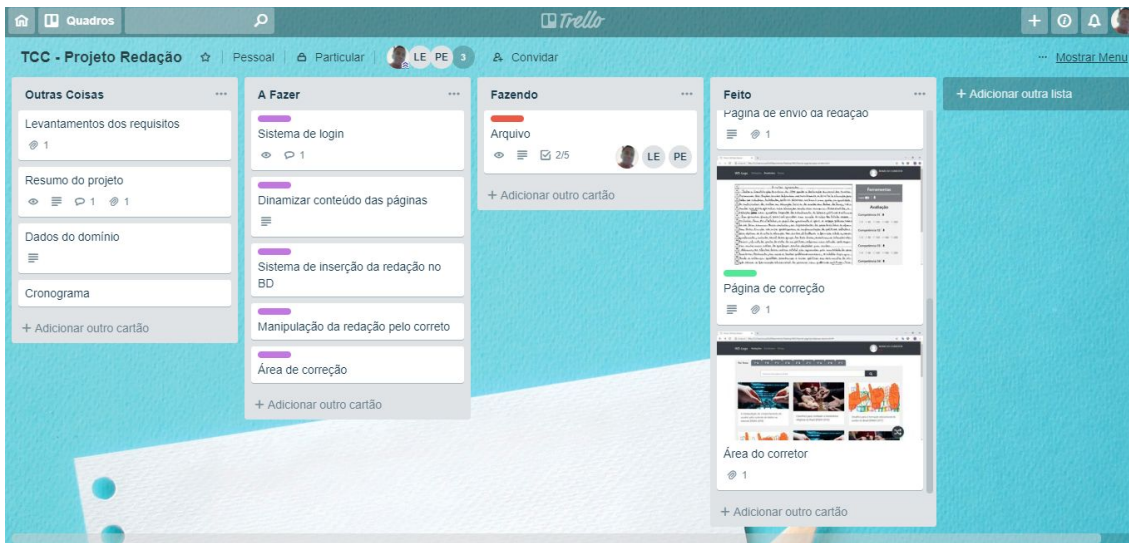 Quadros
Trello
TCC - Projeto Redação
Pessoal
Particular
LE PE 3
Convidar
... Mostrar Menu
Outras Coisas ...
Levantamentos dos requisitos
1
Resumo do projeto
1 1
Dados do domínio
Cronograma
+ Adicionar outro cartão
A Fazer ...
Sistema de login
1
Dinamizar conteúdo das páginas
Sistema de inserção da redação no
BD
Manipulação da redação pelo correto
Área de correção
+ Adicionar outro cartão
Fazendo ...
Arquivo
2/5 LE PE
+ Adicionar outro cartão
Feito ...
Página de envio da redação
1
Ferramentas
Avaliação
Página de correção
1
Área do corretor
1
+ Adicionar outro cartão
+ Adicionar outra lista